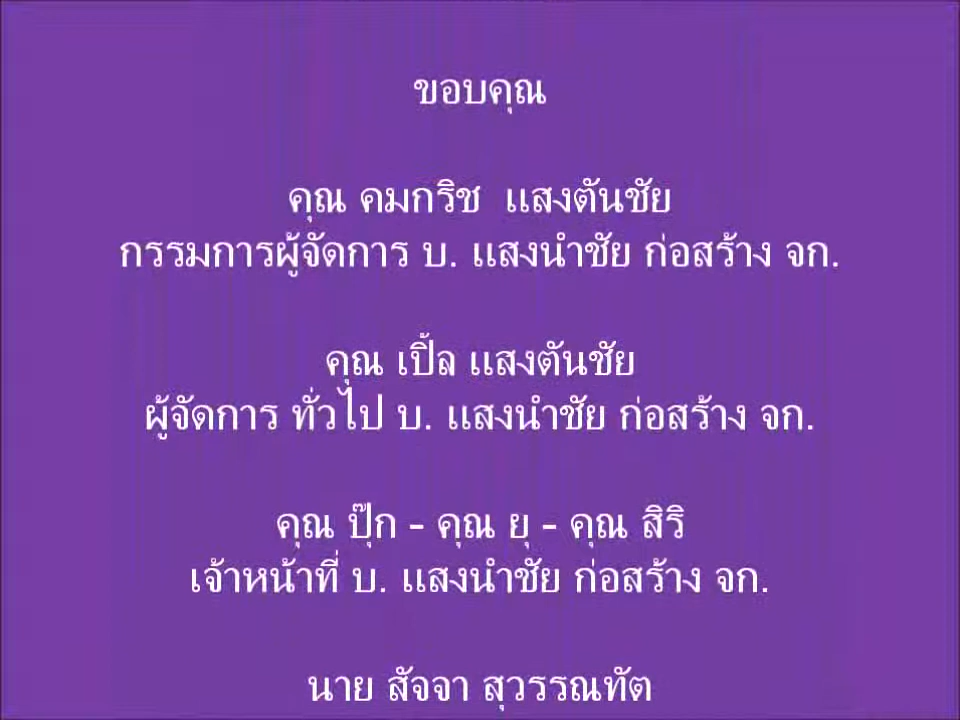 ขอบคุณ
คุณ คมกริช แสงตันชัย
กรรมการผู้จัดการ บ. แสงนำชัย ก่อสร้าง จก.
คุณ เปิ้ล แสงตันชัย
ผู้จัดการ ทั่วไป บ. แสงนำชัย ก่อสร้าง จก.
คุณ ปุ๊ก - คุณ ยุ - คุณ สิริ
เจ้าหน้าที่ บ. แสงนำชัย ก่อสร้าง จก.
นาย สัจจา สุวรรณทัต